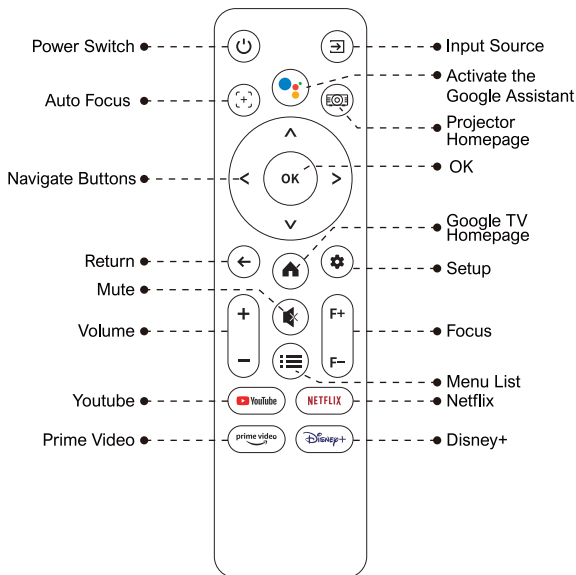 Power Switch
Input Source
Activate the
Google Assistant
Auto Focus
Projector
Homepage
OK
OK
Navigate Buttons
Google TV
Homepage
Return
Setup
Mute
Volume
+
−
F+
F−
Focus
Menu List
Youtube
YouTube
NETFLIX
Netflix
Prime Video
prime video
Disney+
Disney+